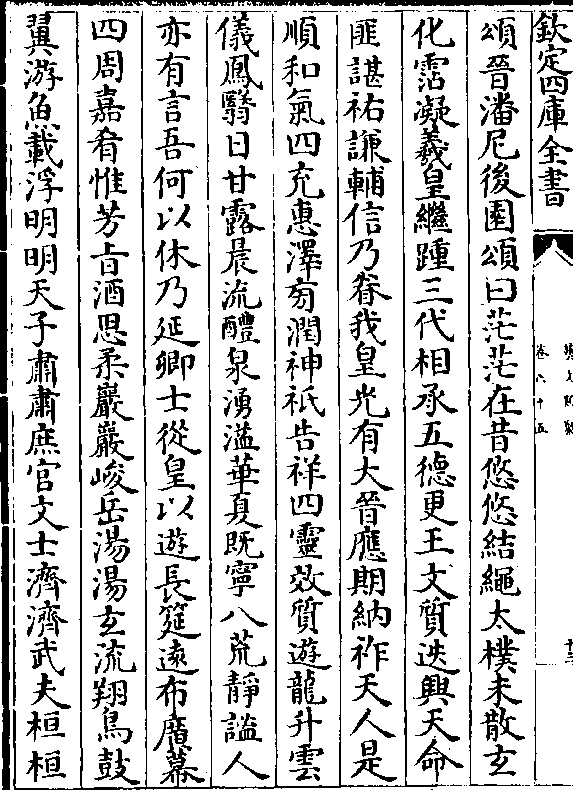 欽定四庫全書
卷六十五
頌晉潘尼後園頌曰茫茫在昔悠悠結繩太樸未散玄
化霑凝羲皇繼踵三代相承五德更王文質迭興天命
匪諶祐謙輔信乃眷我皇光有大晉應期納祚天人是
順和氣四充惠澤旁潤神祇告祥四靈效質遊龍升雲
儀鳳翳日甘露晨流醴泉湧溢華夏既寧八荒靜謐人
亦有言吾何以休乃延卿士從皇以遊長筵遠布廣幕
四周嘉肴惟芳旨酒思柔巖巖峻岳湯湯玄流翔鳥鼓
翼游魚載浮明明天子肅肅庶官文士濟濟武夫桓桓